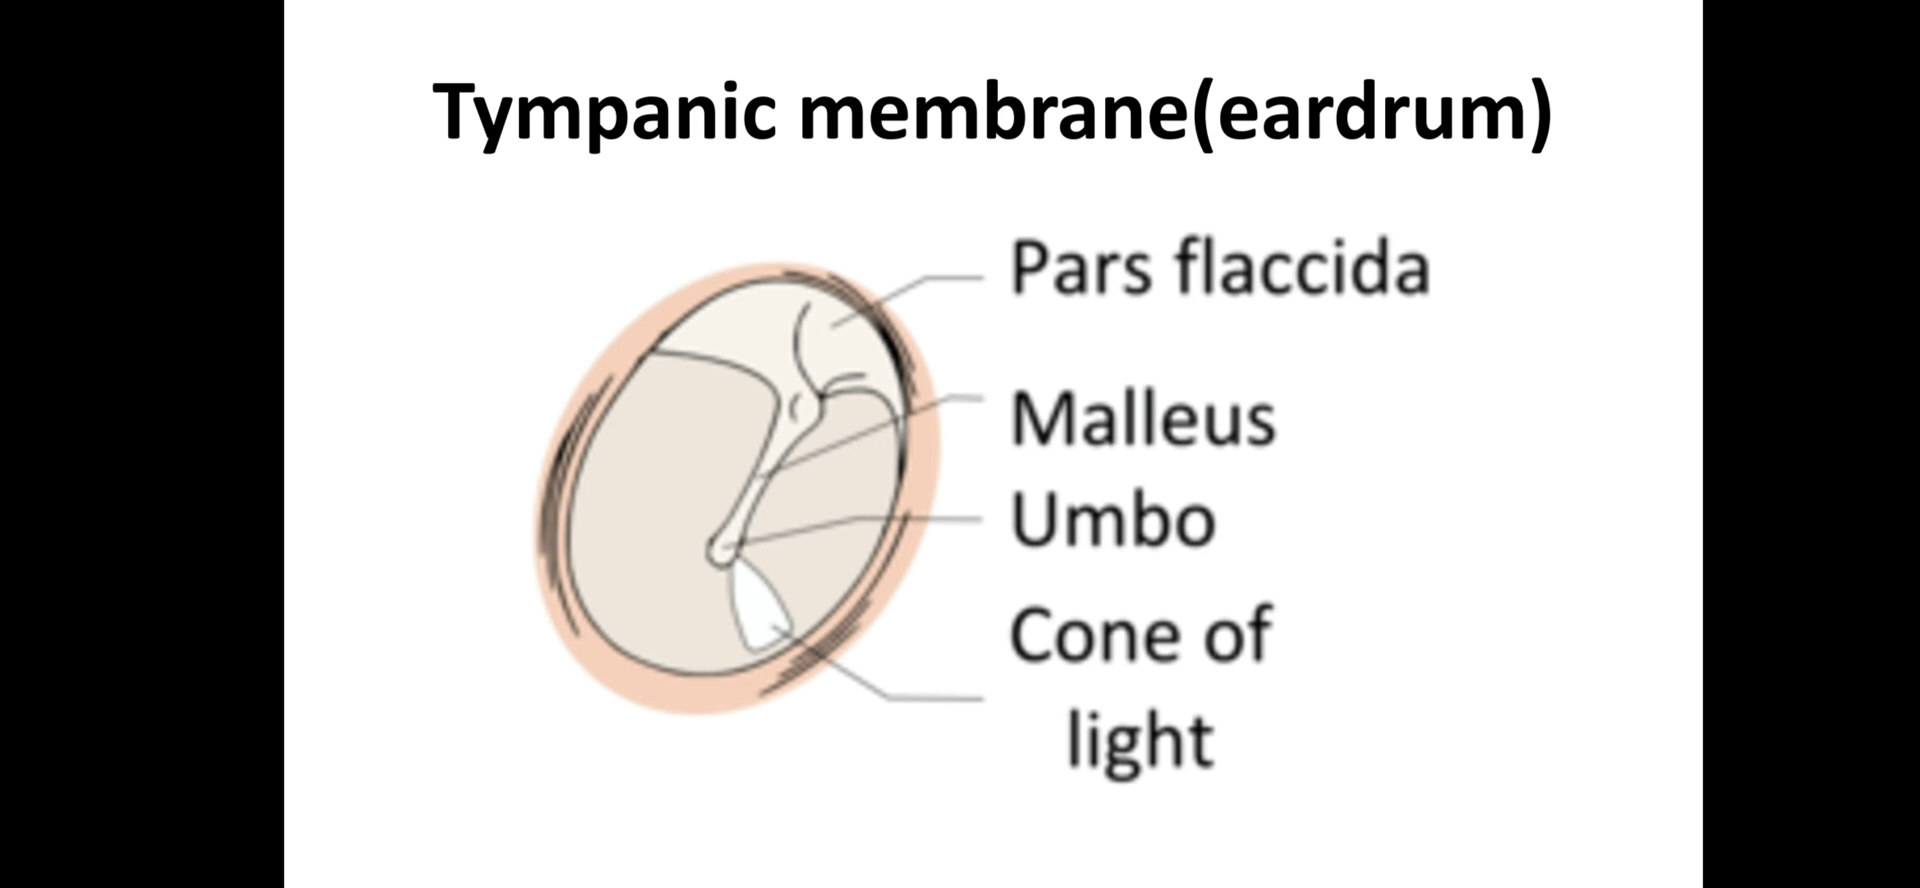 Tympanic membrane(eardrum)
Pars flaccida
Malleus
Umbo
Cone of
light